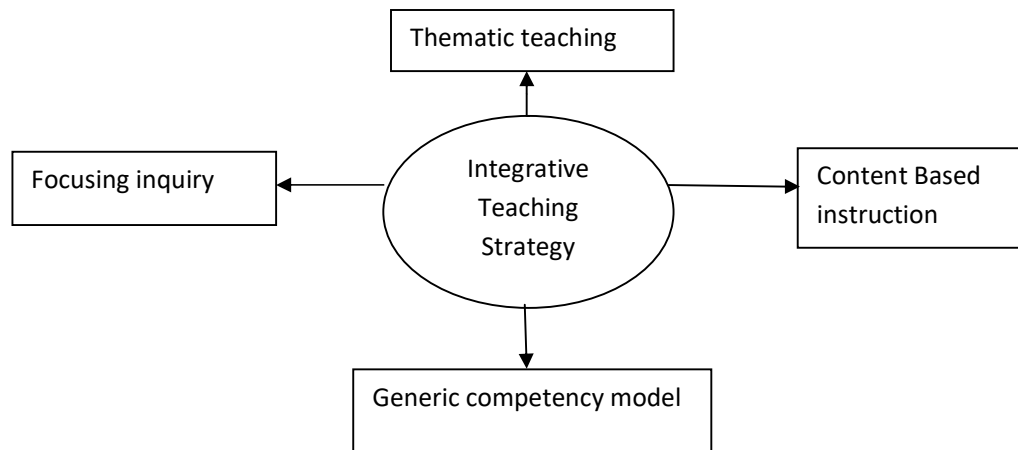 Thematic teaching
Focusing inquiry
Integrative
Teaching
Strategy
Content Based
instruction
Generic competency model